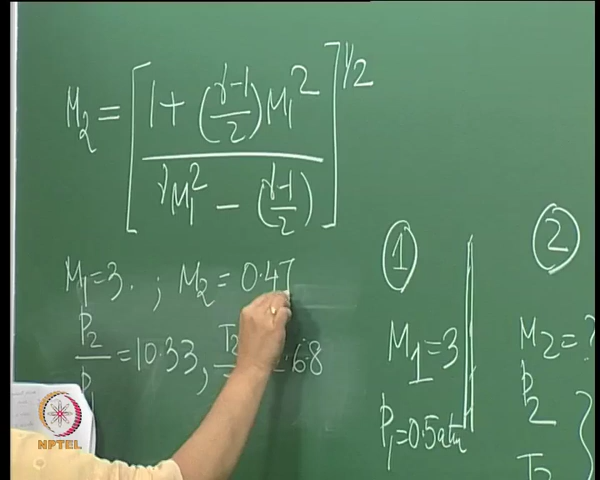 M₂ = [ (1 + ((γ-1)/2) M₁²) / (γM₁² - ((γ-1)/2)) ]^1/2
M₁ = 3. ; M₂ = 0.47
P₂/P₁ = 10.33, T₂ 2.68
① ②
M₁ = 3 M₂ = ?
P₁ = 0.5 atm P₂
T₂
NPTEL